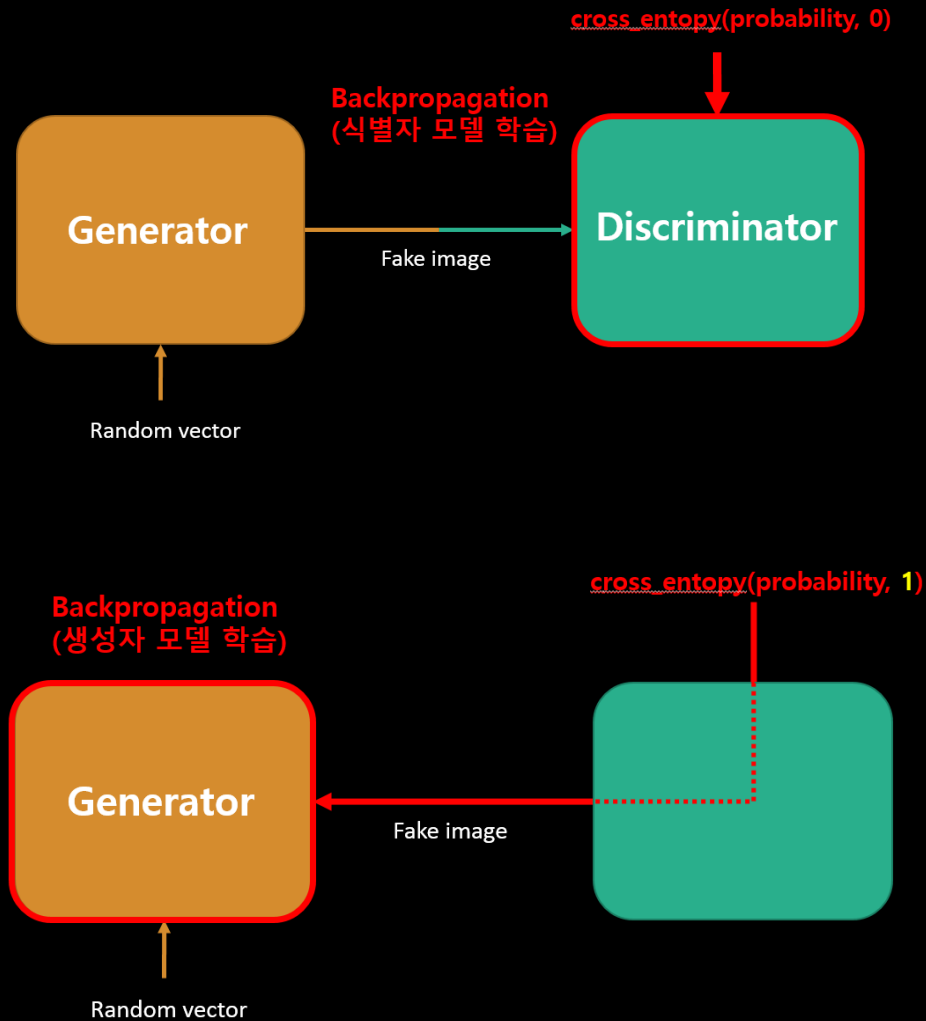 cross_entopy(probability, 0)
Backpropagation
(식별자 모델 학습)
Generator
Discriminator
Fake image
Random vector
cross_entopy(probability, 1)
Backpropagation
(생성자 모델 학습)
Generator
Fake image
Random vector